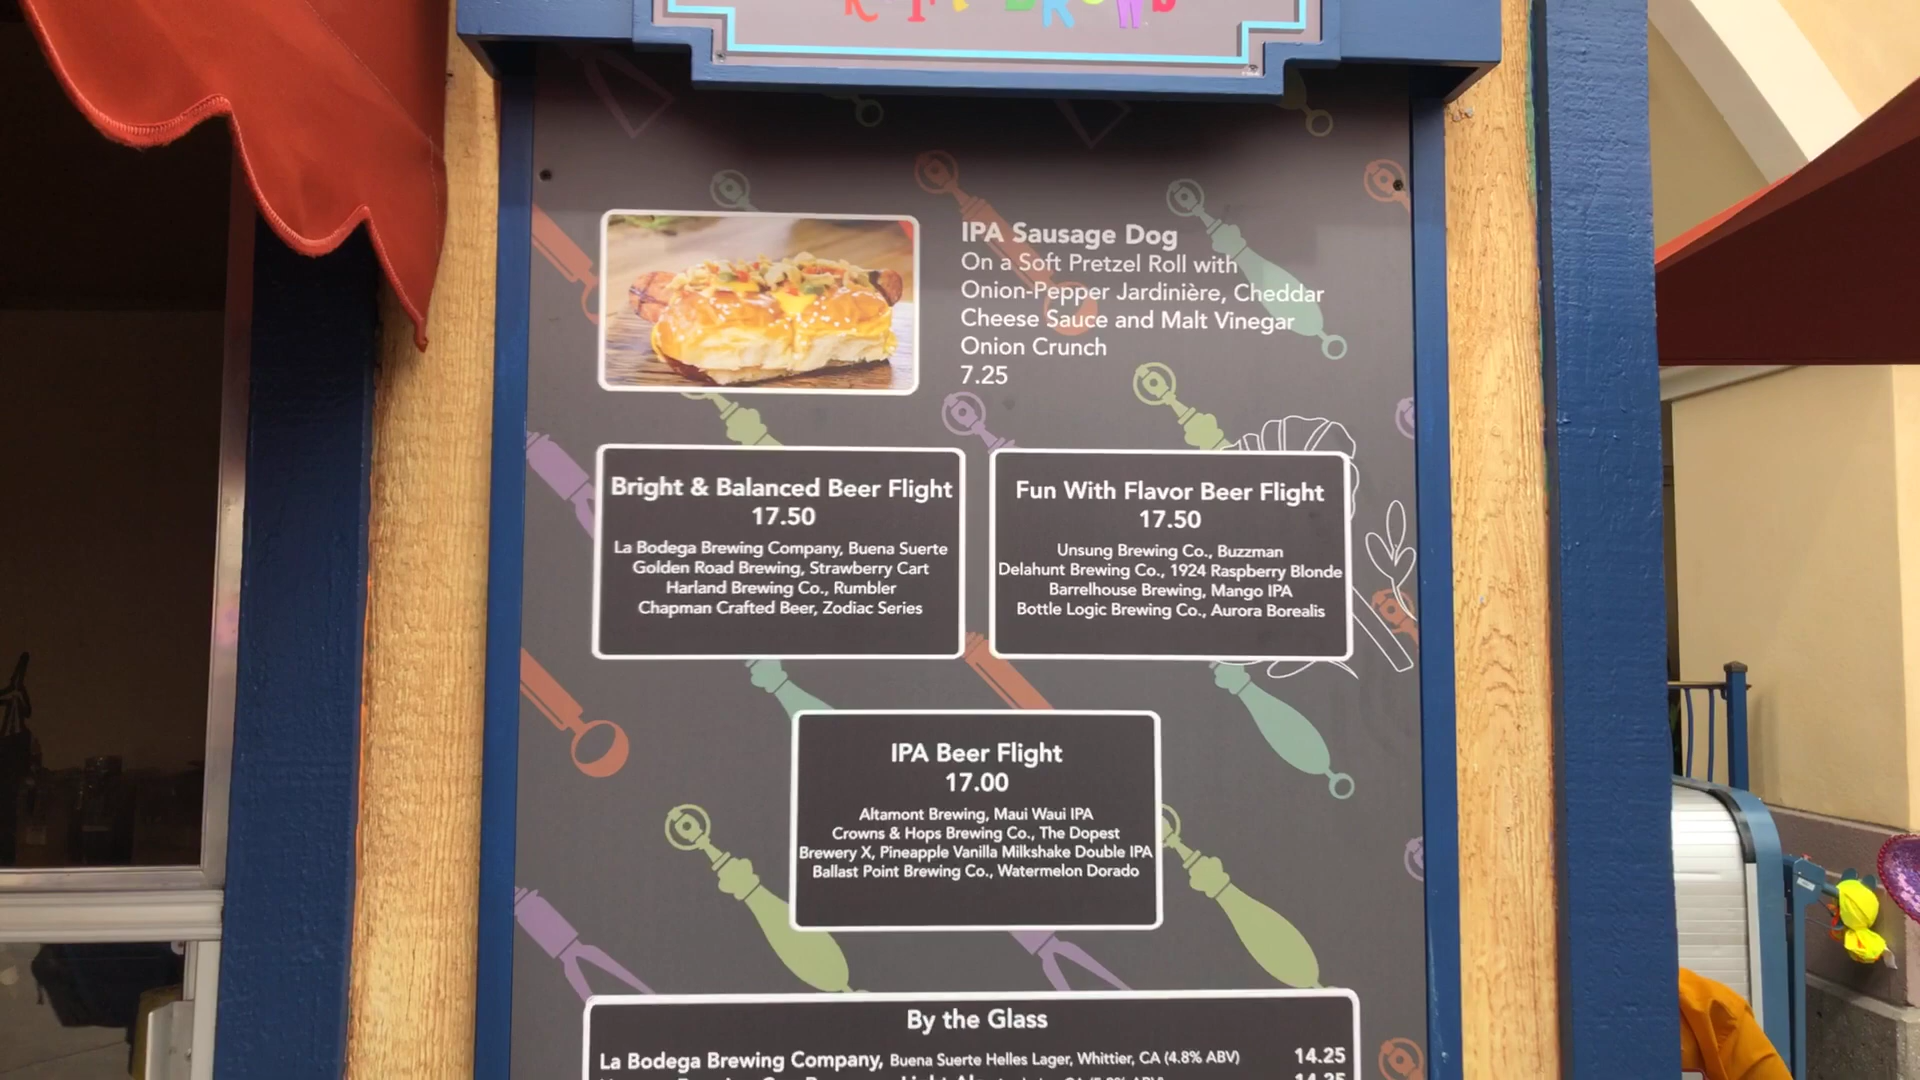 IPA Sausage Dog
On a Soft Pretzel Roll with
Onion-Pepper Jardinière, Cheddar
Cheese Sauce and Malt Vinegar
Onion Crunch
7.25
Bright & Balanced Beer Flight
17.50
La Bodega Brewing Company, Buena Suerte
Golden Road Brewing, Strawberry Cart
Harland Brewing Co., Rumbler
Chapman Crafted Beer, Zodiac Series
Fun With Flavor Beer Flight
17.50
Unsung Brewing Co., Buzzman
Delahunt Brewing Co., 1924 Raspberry Blonde
Barrelhouse Brewing, Mango IPA
Bottle Logic Brewing Co., Aurora Borealis
IPA Beer Flight
17.00
Altamont Brewing, Maui Waui IPA
Crowns & Hops Brewing Co., The Dopest
Brewery X, Pineapple Vanilla Milkshake Double IPA
Ballast Point Brewing Co., Watermelon Dorado
By the Glass
La Bodega Brewing Company, Buena Suerte Helles Lager, Whittier, CA (4.8% ABV) 14.25